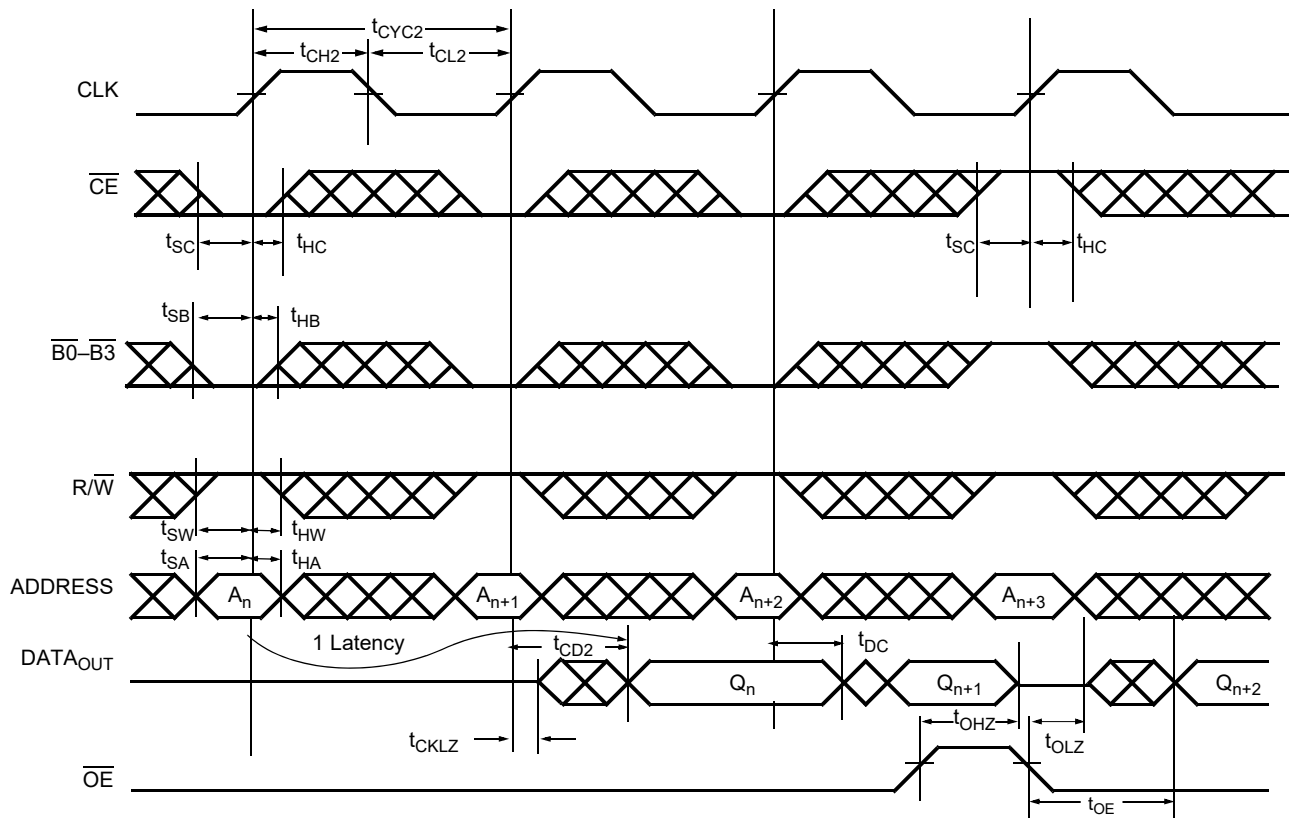 tCYC2
tCH2 tCL2
CLK
CE
tSC tHC tSC tHC
tSB tHB
B0–B3
R/W
tSW tHW
tSA tHA
ADDRESS An An+1 An+2 An+3
1 Latency tCD2 tDC
DATAOUT
Qn Qn+1 Qn+2
tOHZ
tCKLZ tOLZ
OE
tOE